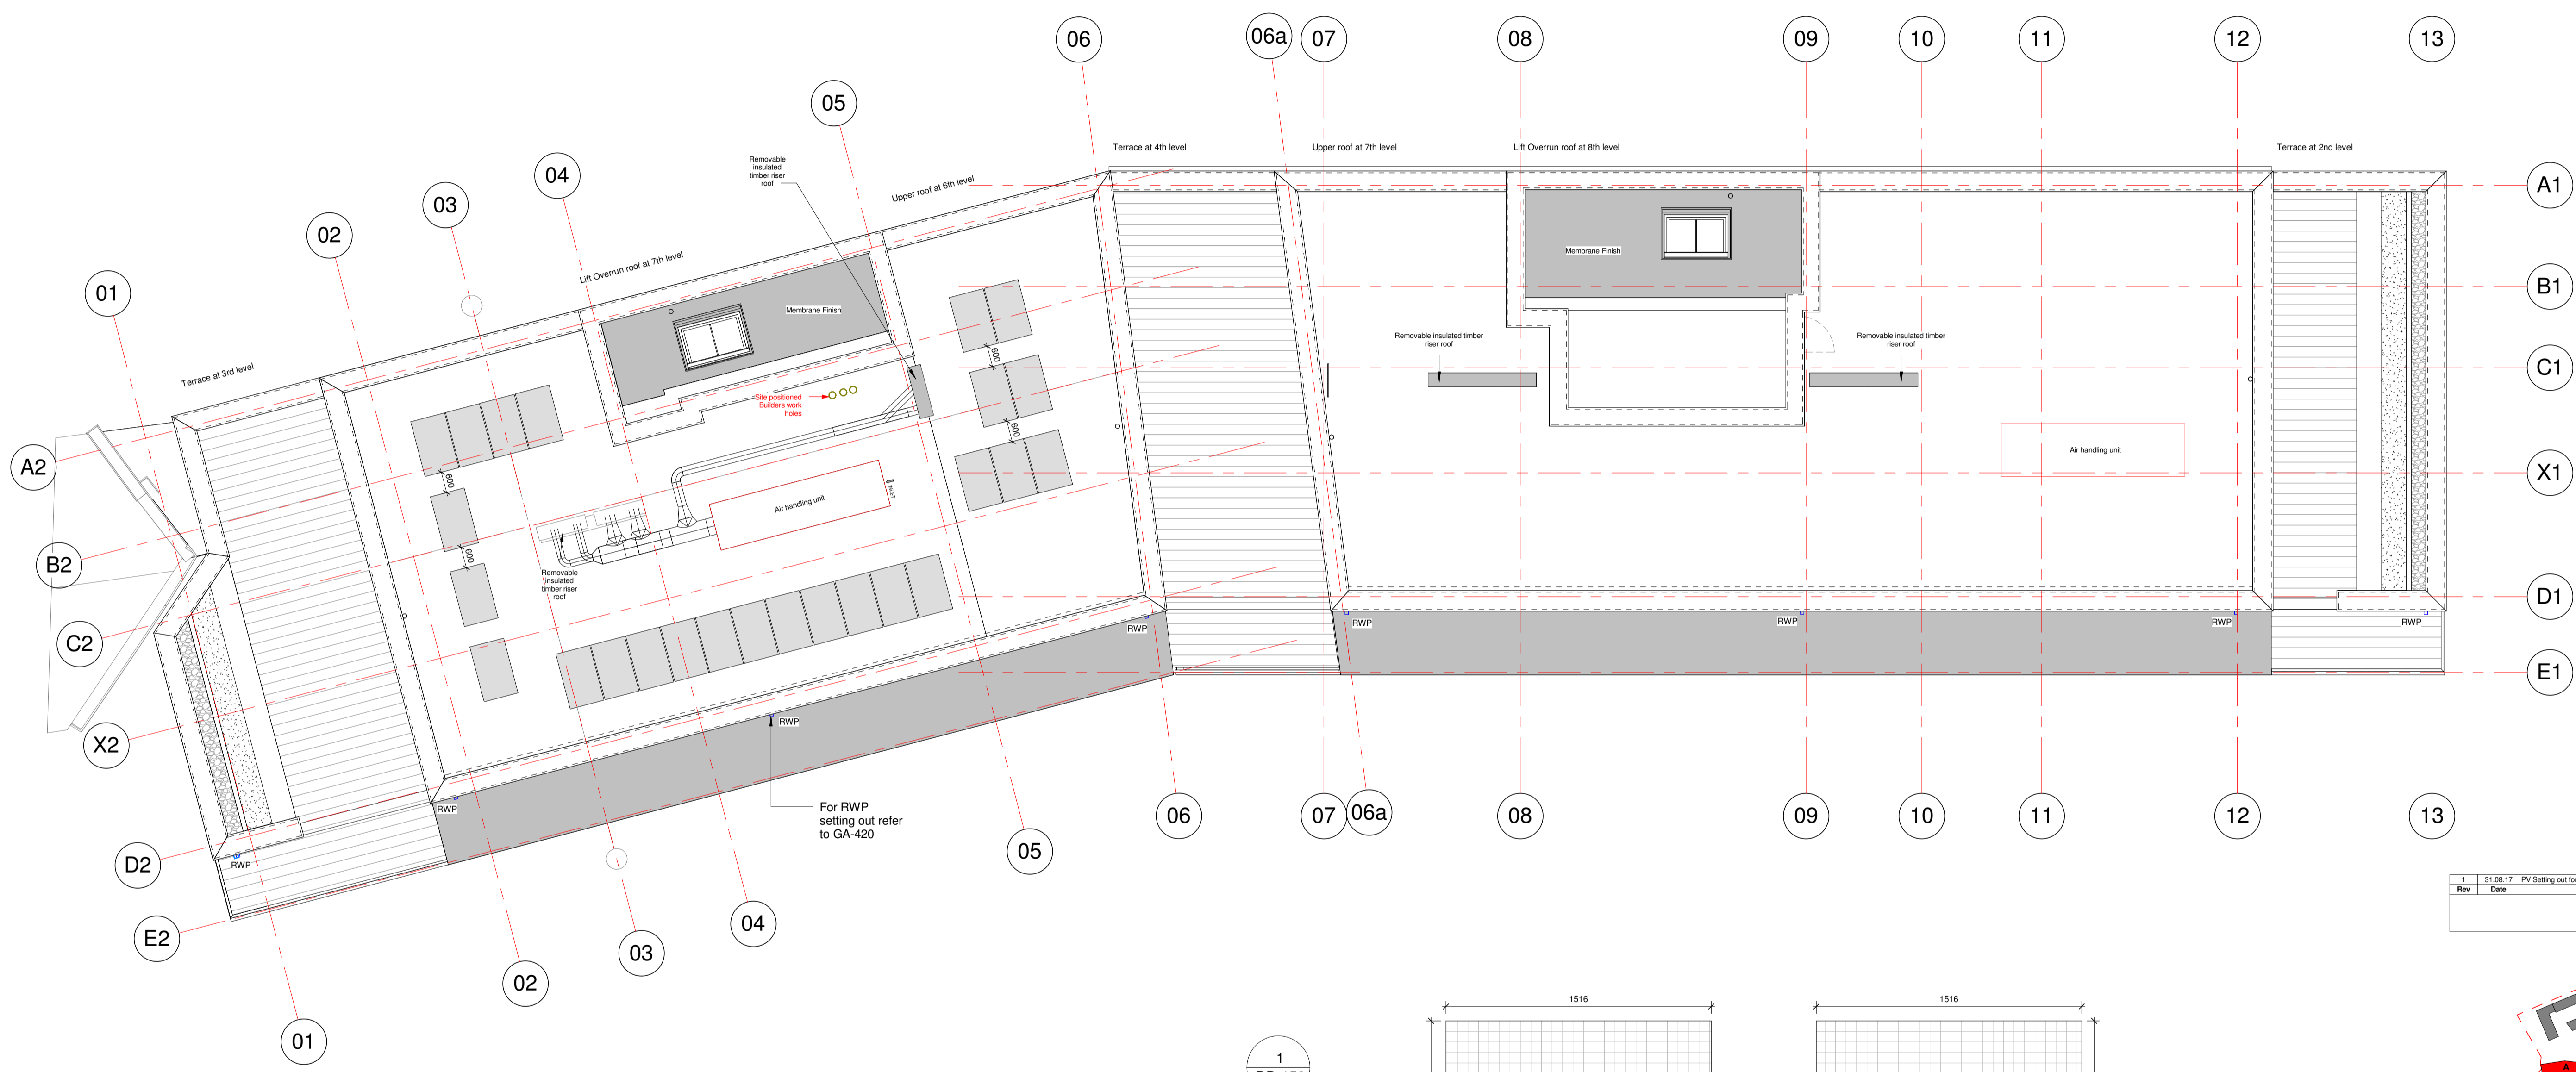 06
06a
07
08
09
10
11
12
13
05
04
03
02
01
Terrace at 4th level
Upper roof at 7th level
Lift Overrun roof at 8th level
Terrace at 2nd level
Removable
insulated
timber riser
roof
Upper roof at 6th level
Lift Overrun roof at 7th level
Terrace at 3rd level
A1
B1
C1
X1
D1
E1
Membrane Finish
Membrane Finish
Removable insulated timber
riser roof
Removable insulated timber
riser roof
600
600
600
600
Site positioned
Builders work
holes
Air handling unit
INLET
Air handling unit
Removable
insulated
timber riser
roof
A2
B2
C2
X2
D2
E2
RWP
RWP
RWP
RWP
RWP
RWP
RWP
RWP
For RWP
setting out refer
to GA-420
06
07
06a
08
09
10
11
12
13
05
04
03
02
01
1 31.08.17 PV Setting out for
Rev Date
1516
1516
1
A